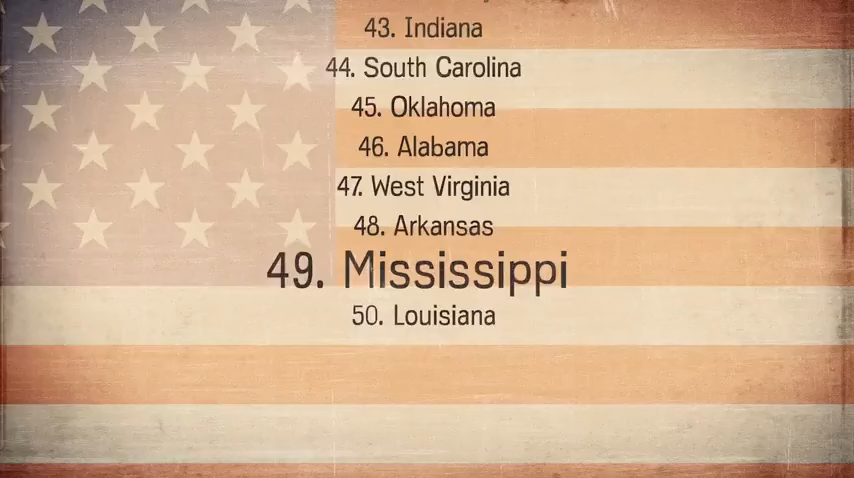 43. Indiana
44. South Carolina
45. Oklahoma
46. Alabama
47. West Virginia
48. Arkansas
49. Mississippi
50. Louisiana